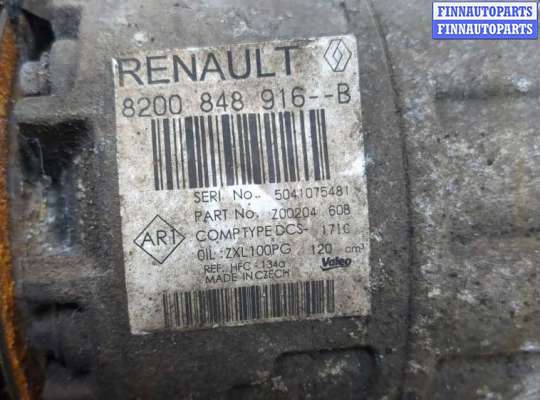 FINNAUTOPARTS
FINNAUTOPARTS
RENAULT
8200 848 916--B
SERI No.: 5041075481
PART No.: Z00204 60B
COMPTYPE DCS- 171C
OIL : ZXL100PG 120 cm³
REF. HFC -134a
MADE IN CZECH
Valeo
AR1